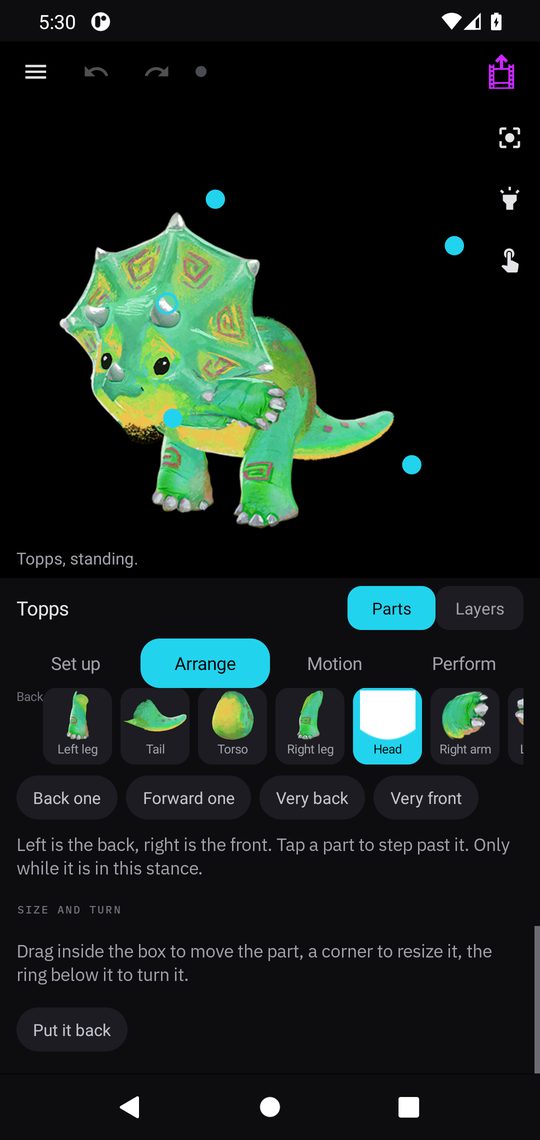 5:30
Topps, standing.
Topps
Parts
Layers
Set up
Arrange
Motion
Perform
Back
Left leg
Tail
Torso
Right leg
Head
Right arm
Back one
Forward one
Very back
Very front
Left is the back, right is the front. Tap a part to step past it. Only
while it is in this stance.
SIZE AND TURN
Drag inside the box to move the part, a corner to resize it, the
ring below it to turn it.
Put it back